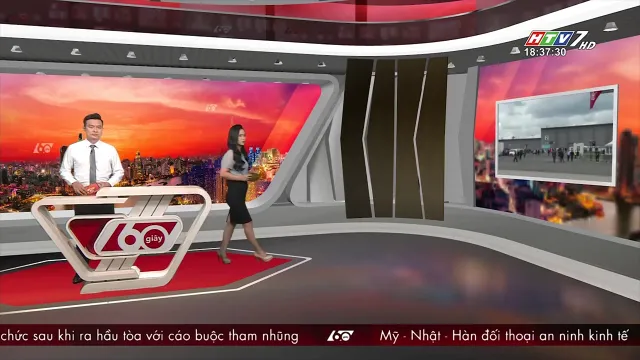 HTV7 HD
18:37:30
60 giây
chức sau khi ra hầu tòa với cáo buộc tham nhũng 60 Mỹ - Nhật - Hàn đối thoại an ninh kinh tế